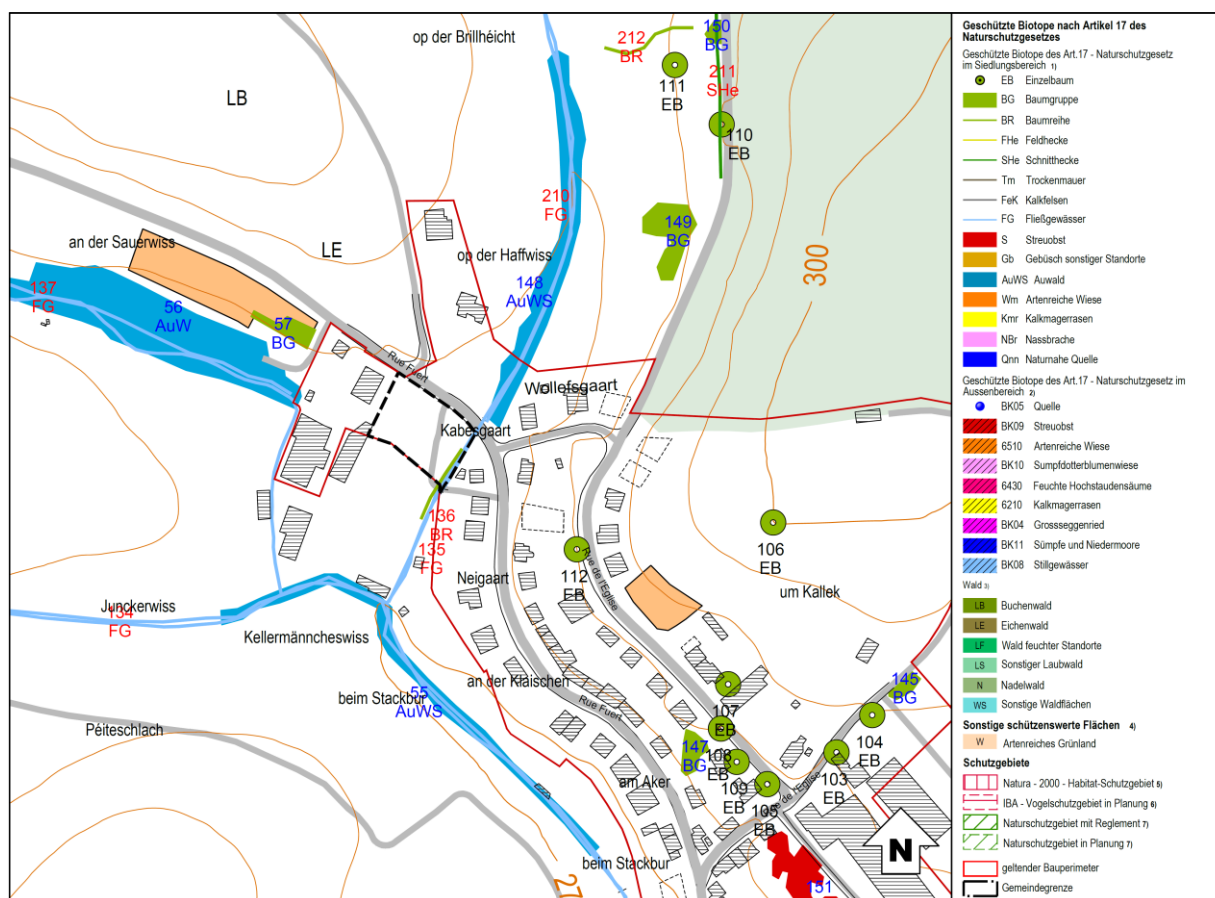 op der Brillhéicht
150
BG
212
BR
111
EB
211
SHe
110
EB
LB
LE
an der Sauerwiss
210
FG
op der Haffwiss
149
BG
300
148
AuWS
137
FG
56
AuW
57
BG
Rue Fuert
Wollefsgaart
Kabesgaart
136
BR
135
FG
Neigaart
112
EB
Rue de l'Eglise
106
EB
um Kallek
Junckerwiss
134
FG
Kellermänncheswiss
an der Klaischen
55
AuWS
beim Stackbur
Péiteschlach
Rue Fuert
145
BG
107
EB
104
EB
147
BG
108
EB
103
EB
am Aker
109
EB
105
EB
Rue de l'Eglise
beim Stackbur
151
27
N
Geschützte Biotope nach Artikel 17 des
Naturschutzgesetzes
Geschützte Biotope des Art.17 - Naturschutzgesetz
im Siedlungsbereich 1)
EB Einzelbaum
BG Baumgruppe
BR Baumreihe
FHe Feldhecke
SHe Schnitthecke
Tm Trockenmauer
FeK Kalkfelsen
FG Fließgewässer
S Streuobst
Gb Gebüsch sonstiger Standorte
AuWS Auwald
Wm Artenreiche Wiese
Kmr Kalkmagerrasen
NBr Nassbrache
Qnn Naturnahe Quelle
Geschützte Biotope des Art.17 - Naturschutzgesetz im
Aussenbereich 2)
BK05 Quelle
BK09 Streuobst
6510 Artenreiche Wiese
BK10 Sumpfdotterblumenwiese
6430 Feuchte Hochstaudensäume
6210 Kalkmagerrasen
BK04 Grossseggenried
BK11 Sümpfe und Niedermoore
BK08 Stillgewässer
Wald 3)
LB Buchenwald
LE Eichenwald
LF Wald feuchter Standorte
LS Sonstiger Laubwald
N Nadelwald
WS Sonstige Waldflächen
Sonstige schützenswerte Flächen 4)
W Artenreiches Grünland
Schutzgebiete
Natura - 2000 - Habitat-Schutzgebiet 5)
IBA - Vogelschutzgebiet in Planung 6)
Naturschutzgebiet mit Reglement 7)
Naturschutzgebiet in Planung 7)
geltender Bauperimeter
Gemeindegrenze